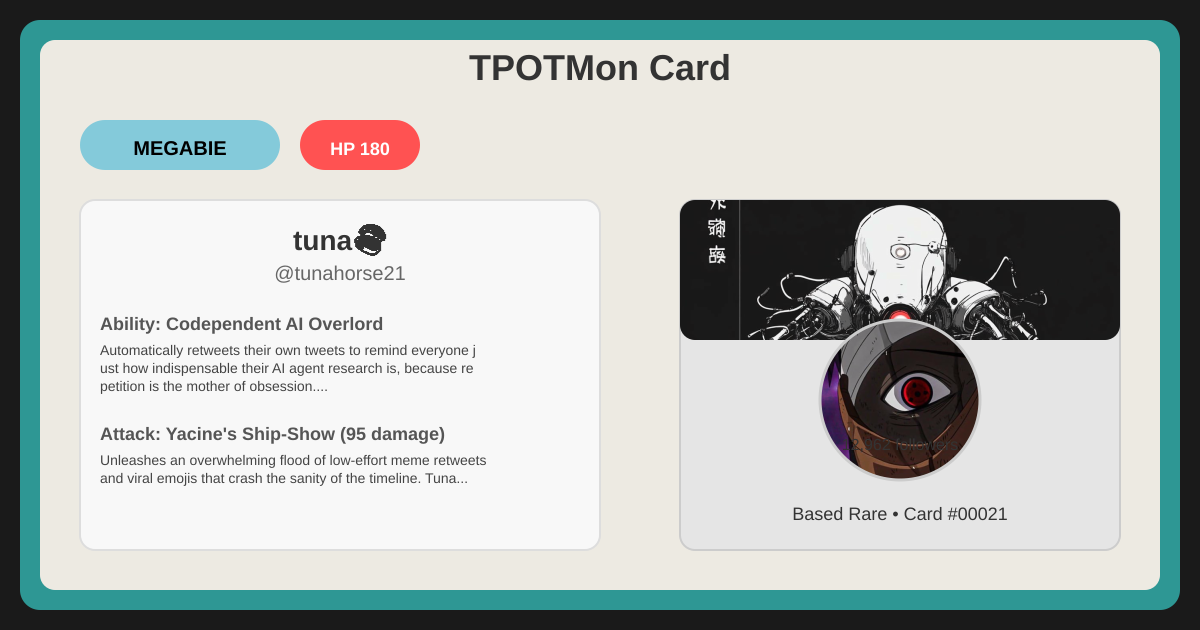 TPOTMon Card
MEGABIE
HP 180
tuna
@tunahorse21
Ability: Codependent AI Overlord
Automatically retweets their own tweets to remind everyone j
ust how indispensable their AI agent research is, because re
petition is the mother of obsession....
Attack: Yacine's Ship-Show (95 damage)
Unleashes an overwhelming flood of low-effort meme retweets
and viral emojis that crash the sanity of the timeline. Tuna...
Based Rare • Card #00021